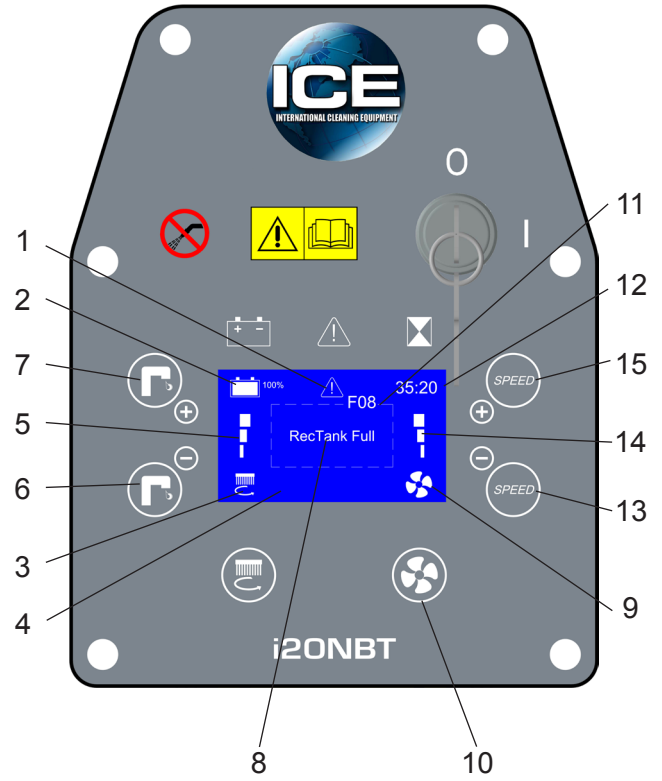 ICE
INTERNATIONAL CLEANING EQUIPMENT
O
I
11
1
12
2
100%
35:20
7
F08
SPEED
15
5
RecTank Full
14
6
SPEED
13
3
9
4
i20NBT
8
10